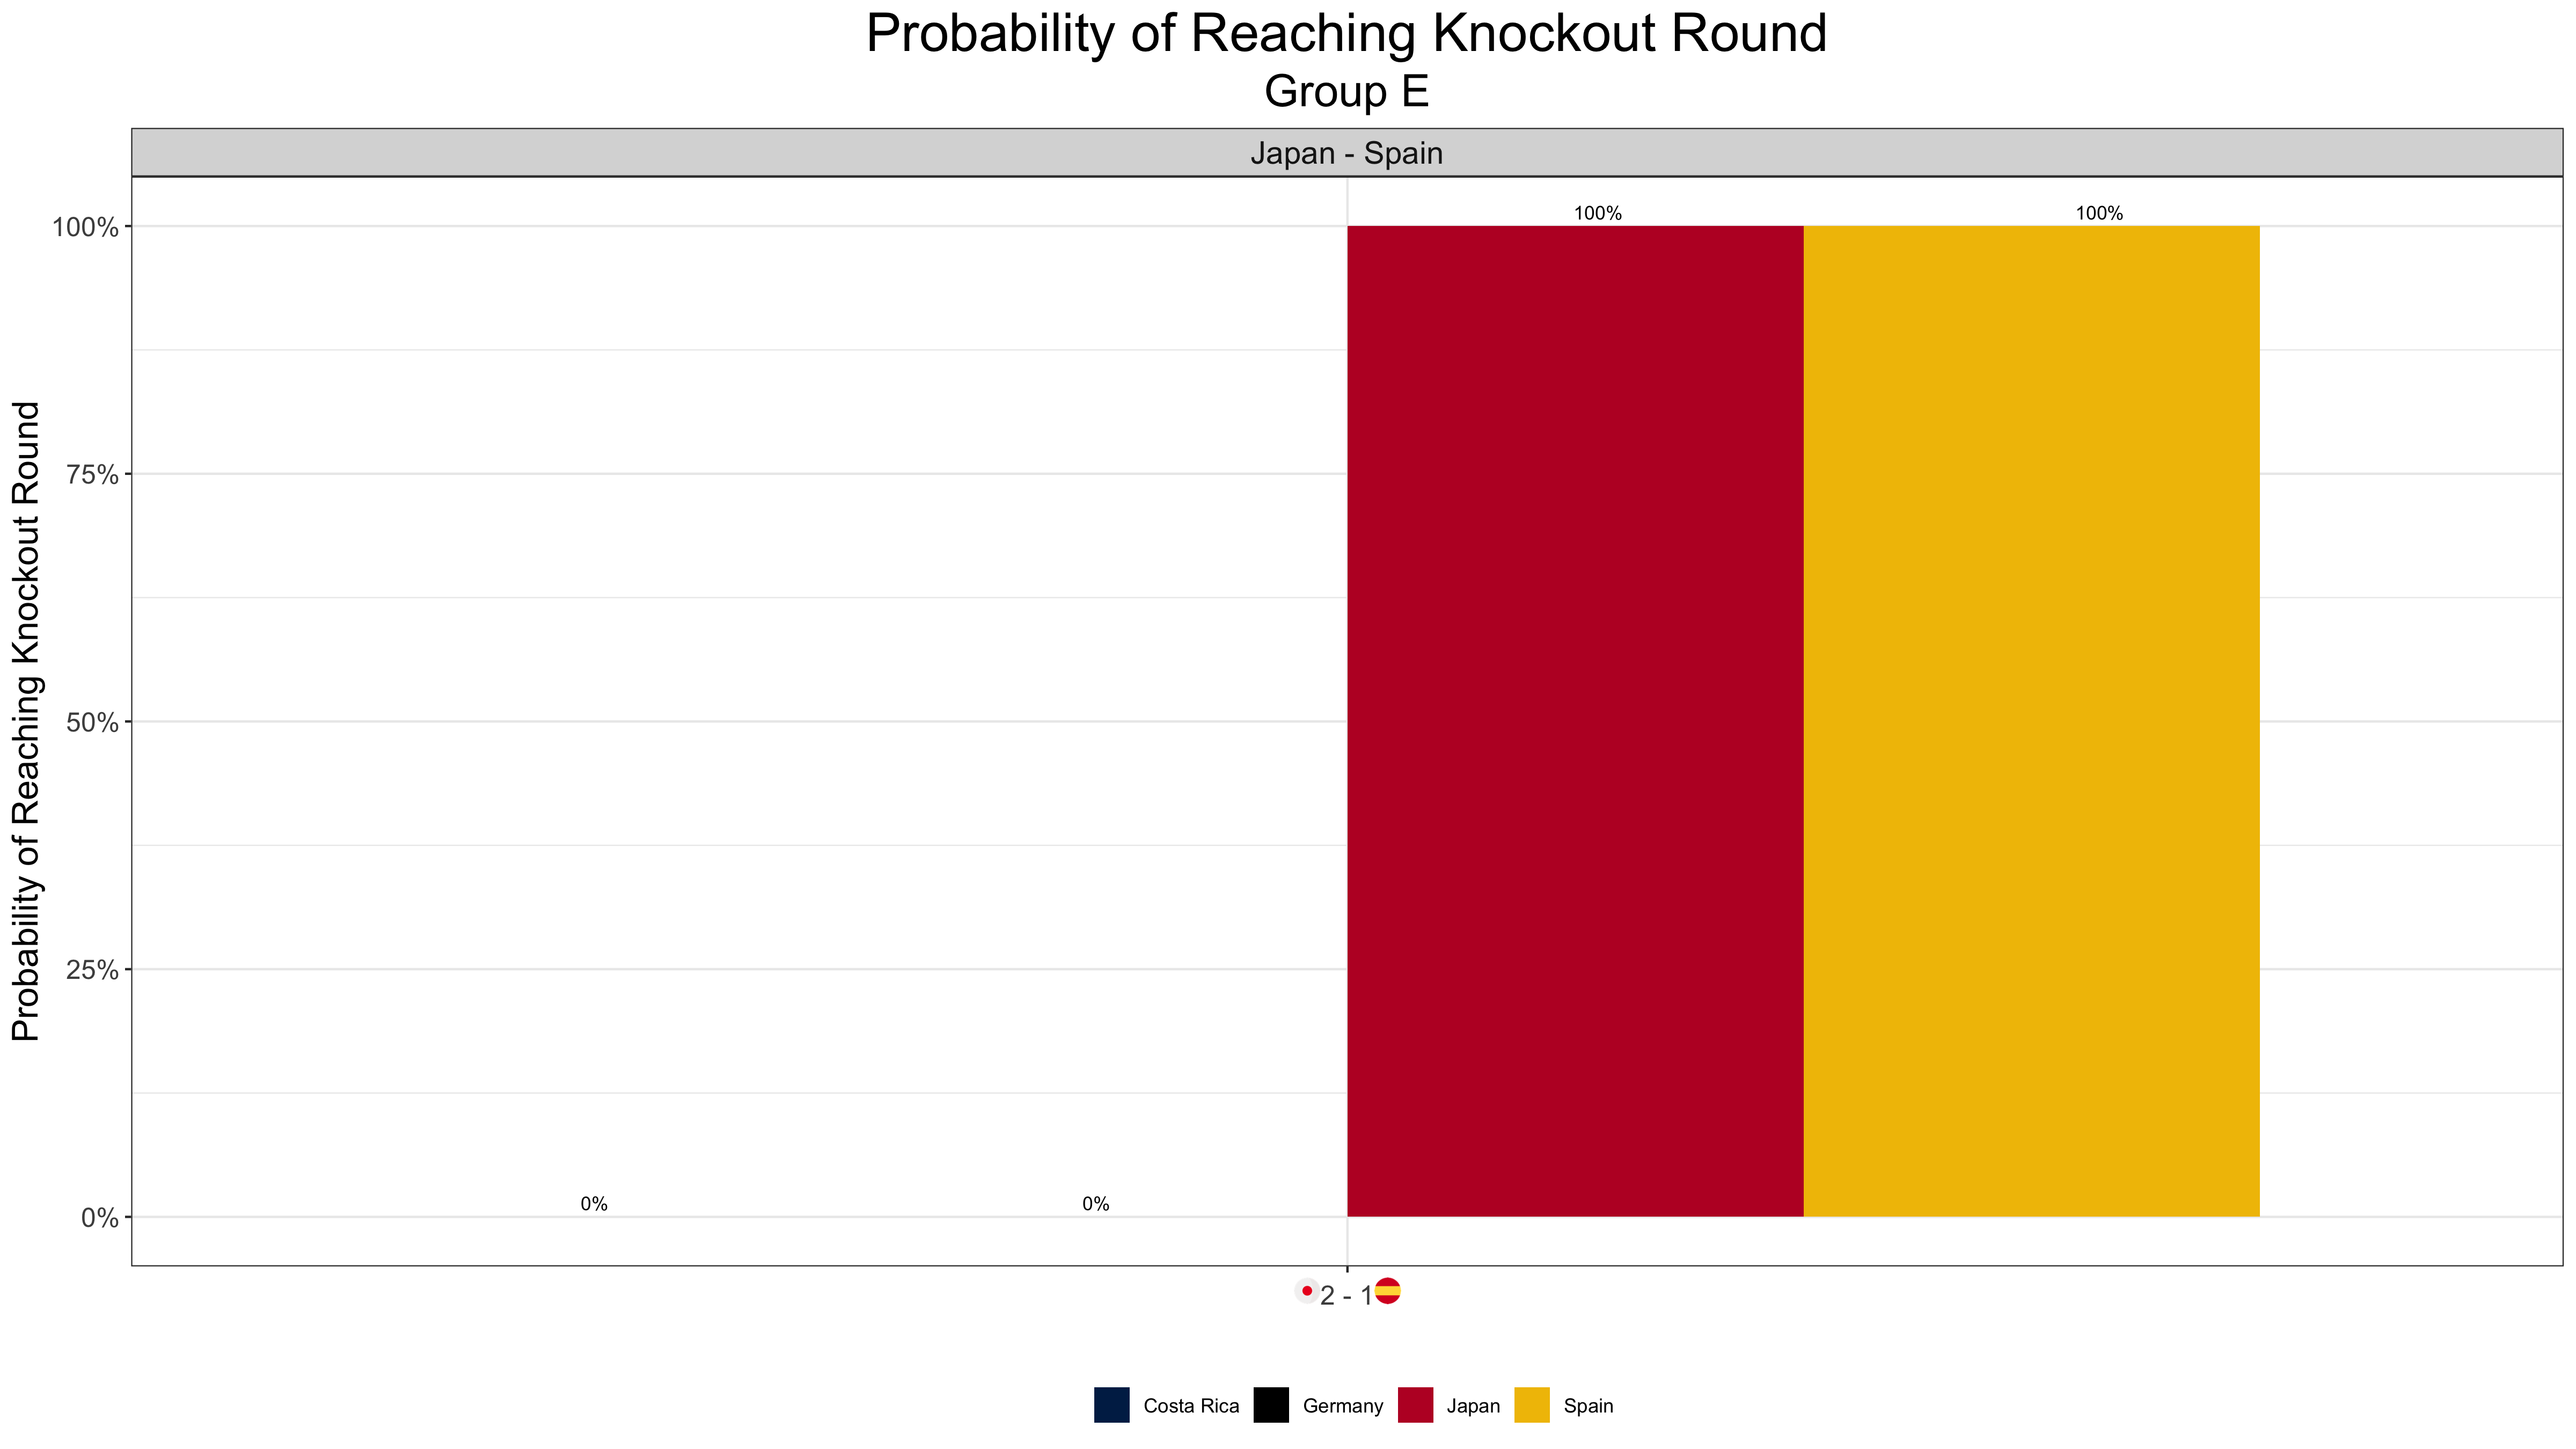 Probability of Reaching Knockout Round
Group E
Japan - Spain
Probability of Reaching Knockout Round
100%
75%
50%
25%
0%
0%
0%
100%
100%
2 - 1
Costa Rica
Germany
Japan
Spain